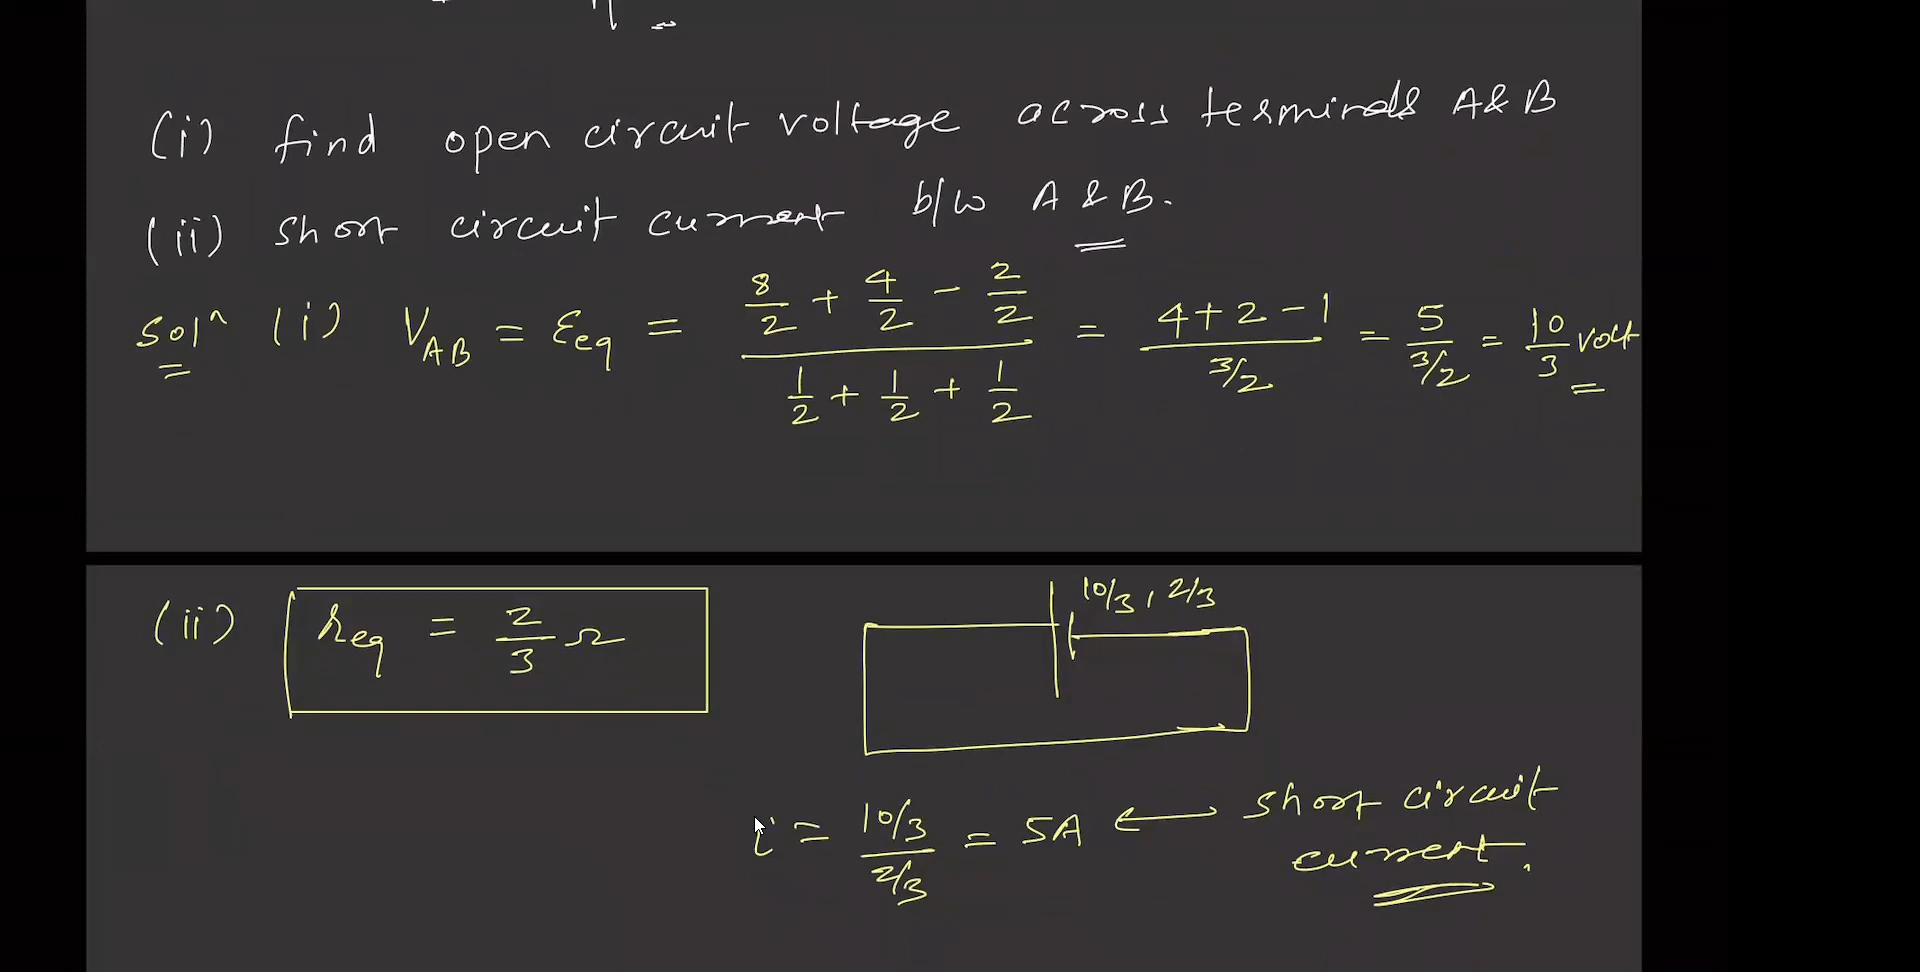 (i) find open circuit voltage across terminals A & B
(ii) short circuit current b/w A & B.
Solⁿ (i) V_AB = ε_eq = (8/2 + 4/2 - 2/2)/(1/2 + 1/2 + 1/2) = (4+2-1)/(3/2) = 5/(3/2) = 10/3 volt
(ii) r_eq = 2/3 Ω
10/3, 2/3
i = (10/3)/(2/3) = 5A ← short circuit
current.